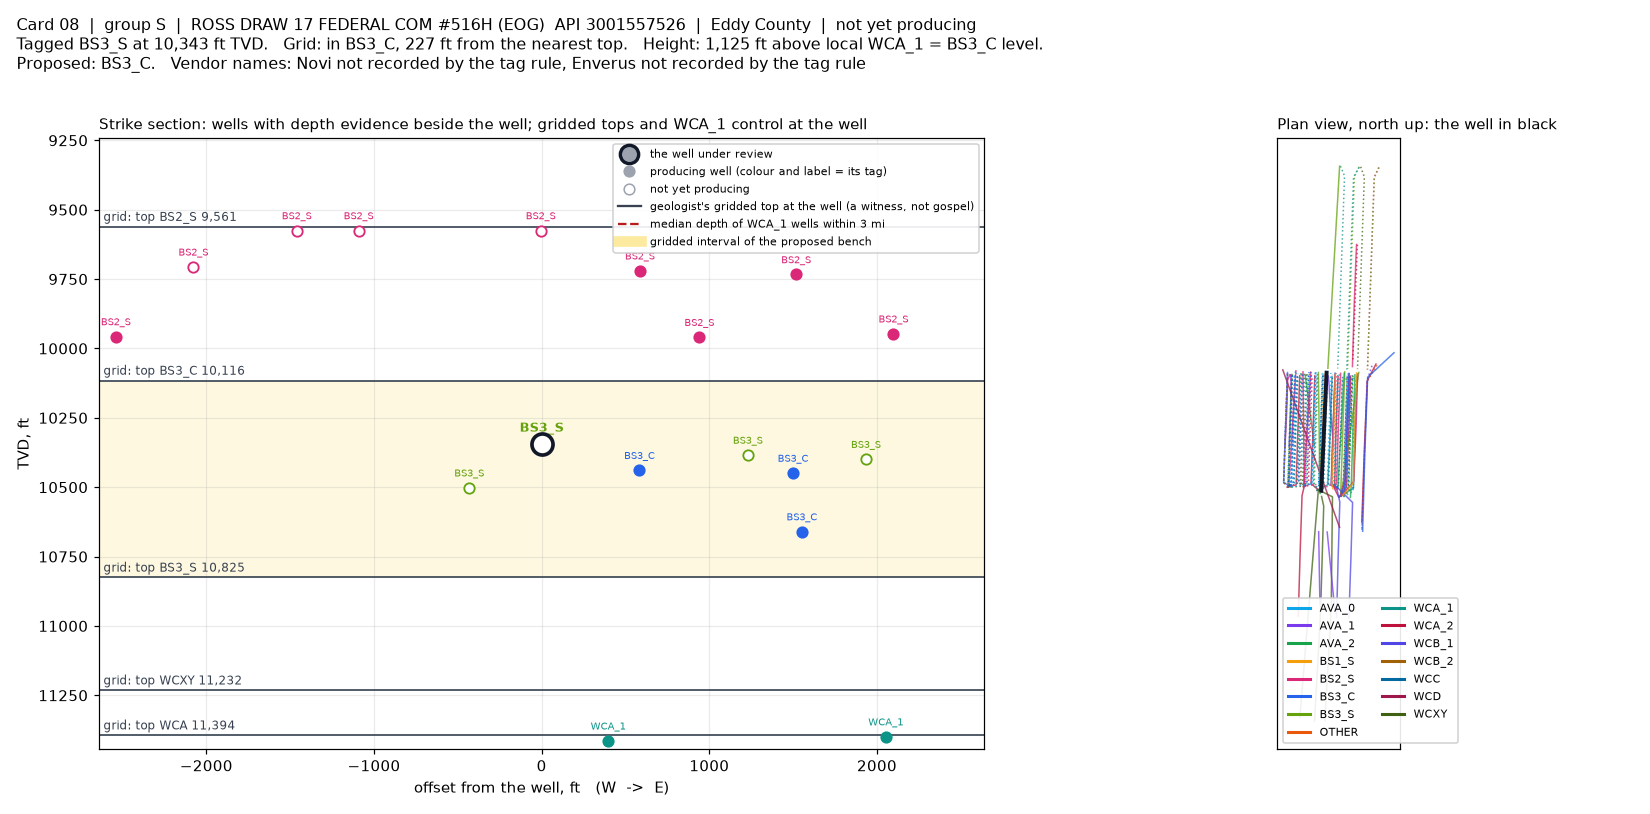 Card 08 | group S | ROSS DRAW 17 FEDERAL COM #516H (EOG) API 3001557526 | Eddy County | not yet producing
Tagged BS3_S at 10,343 ft TVD. Grid: in BS3_C, 227 ft from the nearest top. Height: 1,125 ft above local WCA_1 = BS3_C level.
Proposed: BS3_C. Vendor names: Novi not recorded by the tag rule, Enverus not recorded by the tag rule
Strike section: wells with depth evidence beside the well; gridded tops and WCA_1 control at the well
the well under review
producing well (colour and label = its tag)
not yet producing
geologist's gridded top at the well (a witness, not gospel)
median depth of WCA_1 wells within 3 mi
gridded interval of the proposed bench
9250
9500
9750
10000
10250
10500
10750
11000
11250
TVD, ft
grid: top BS2_S 9,561
BS2_S
BS2_S
BS2_S
BS2_S
BS2_S
BS2_S
BS2_S
BS2_S
BS2_S
grid: top BS3_C 10,116
BS3_S
BS3_S
BS3_S
BS3_S
BS3_C
BS3_C
BS3_C
grid: top BS3_S 10,825
grid: top WCXY 11,232
grid: top WCA 11,394
WCA_1
WCA_1
−2000
−1000
0
1000
2000
offset from the well, ft (W -> E)
Plan view, north up: the well in black
AVA_0
AVA_1
AVA_2
BS1_S
BS2_S
BS3_C
BS3_S
OTHER
WCA_1
WCA_2
WCB_1
WCB_2
WCC
WCD
WCXY